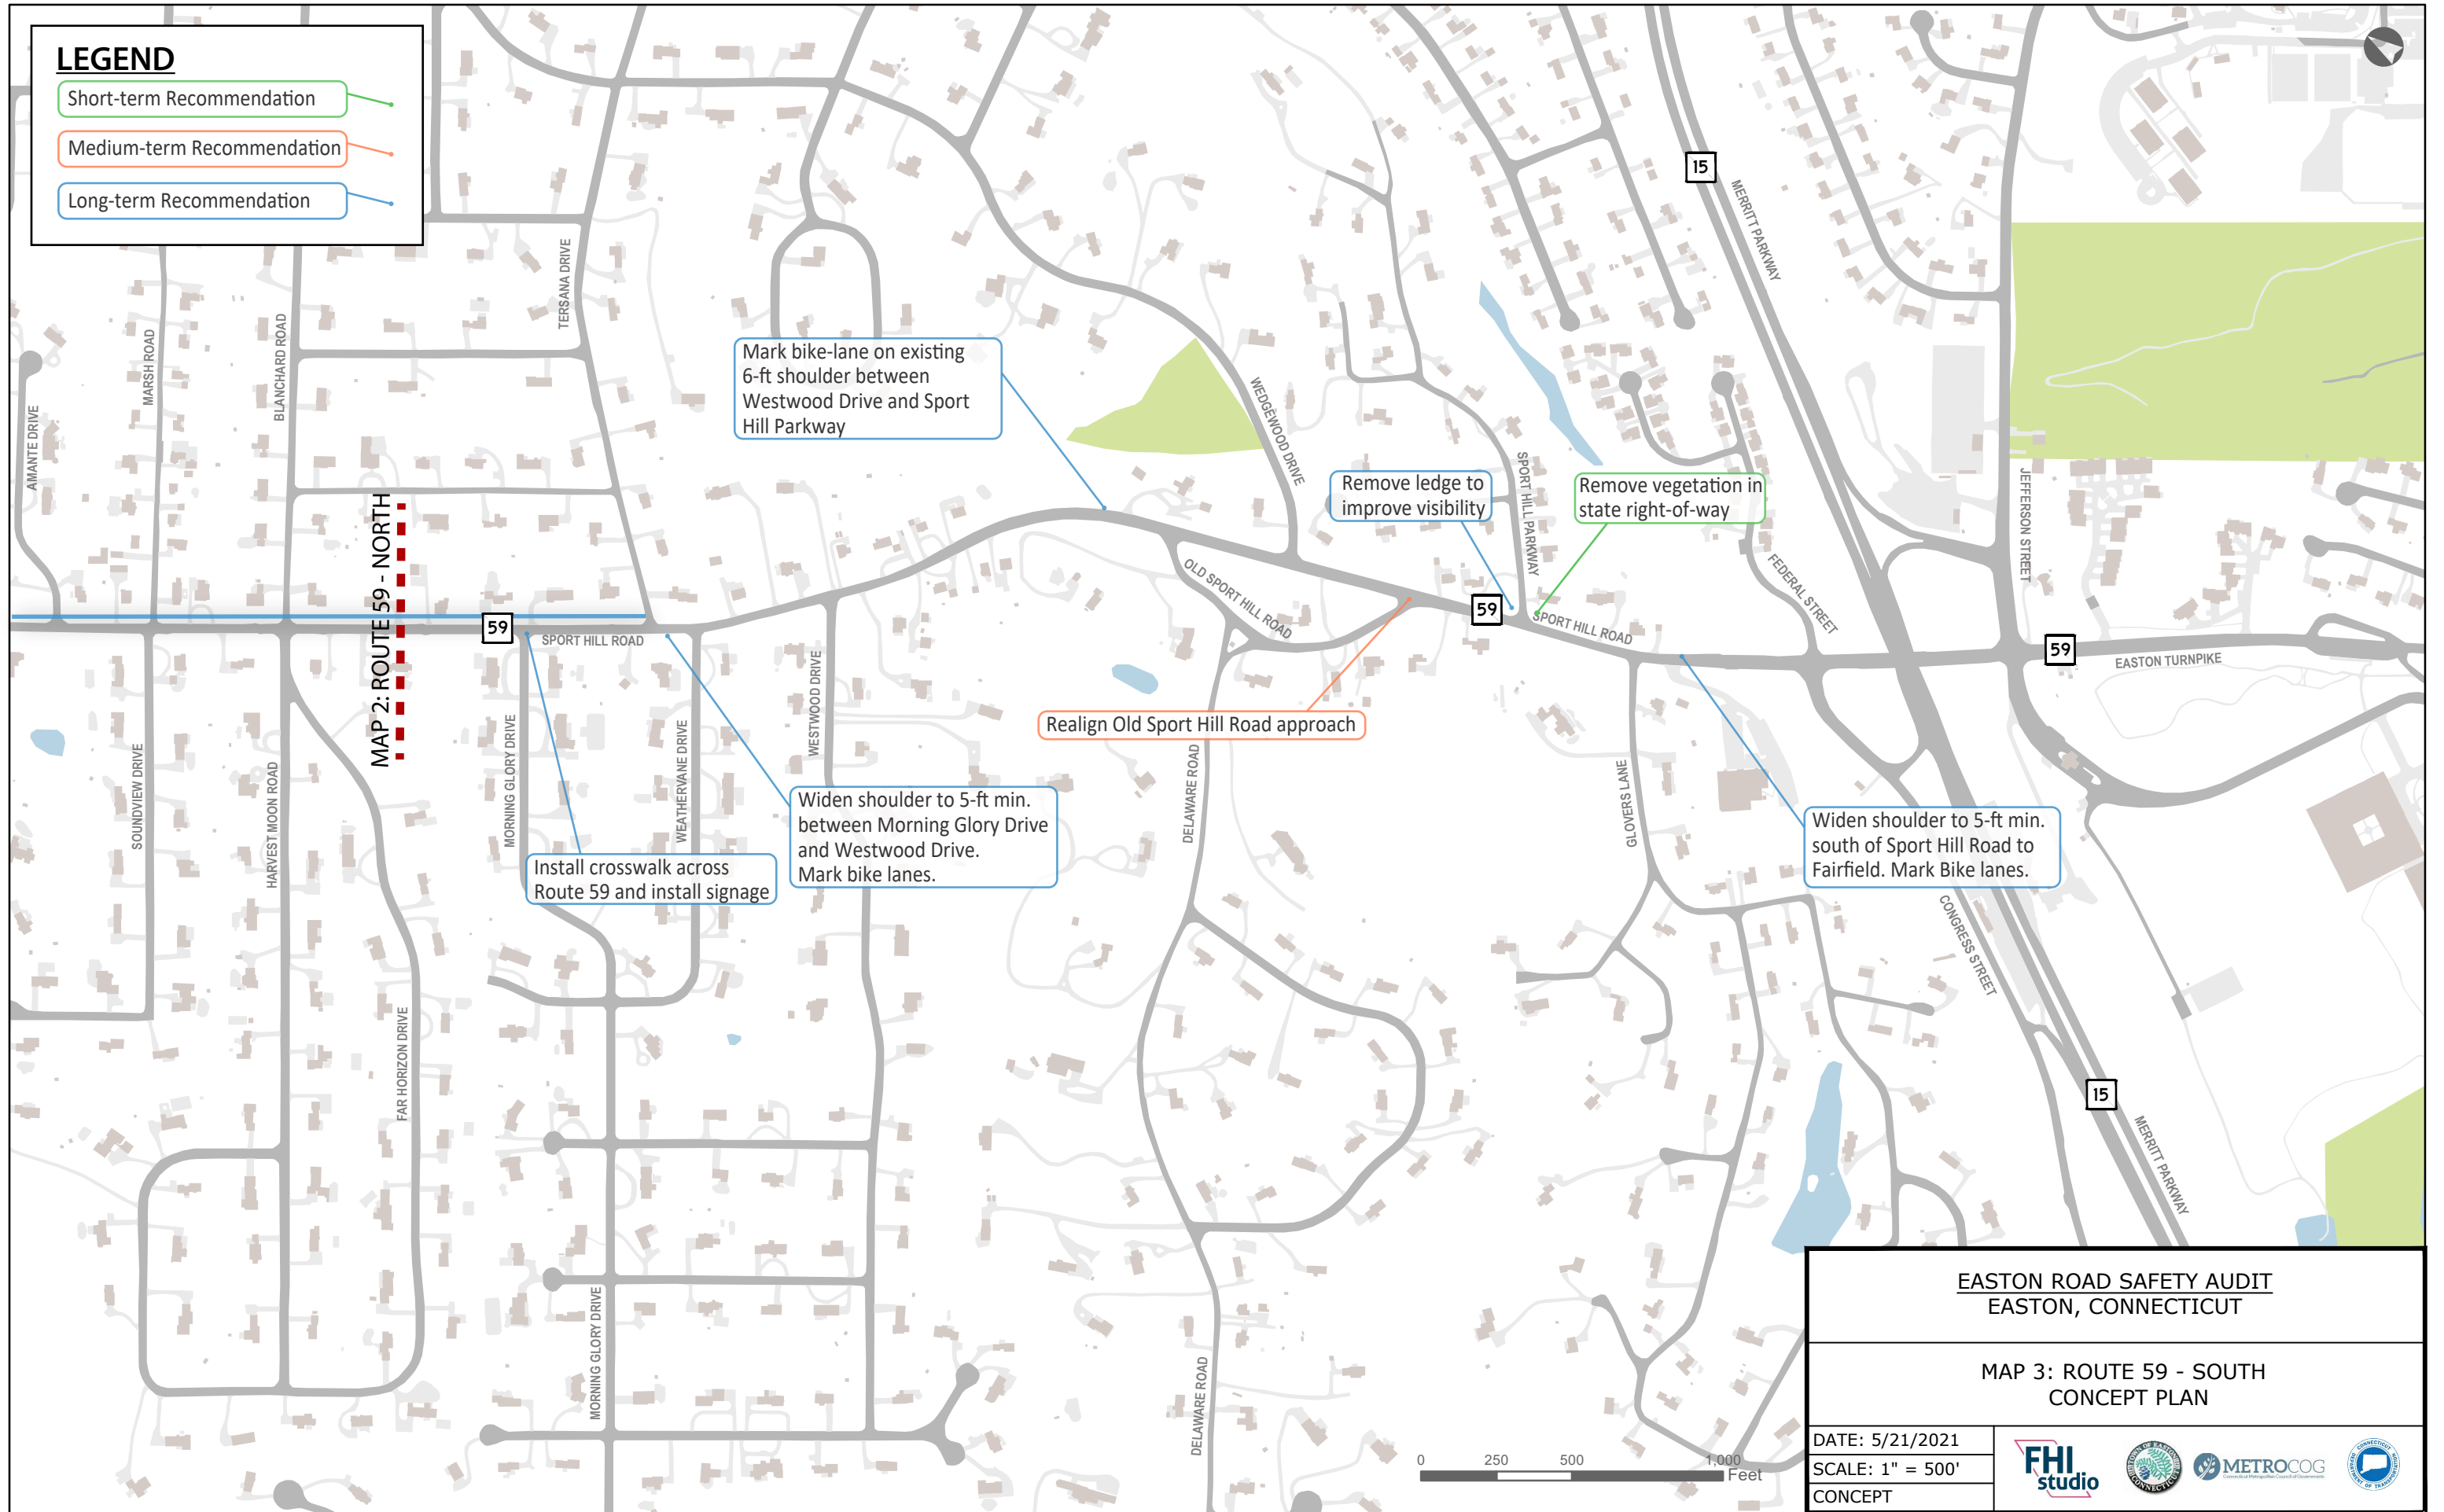 LEGEND
Short-term Recommendation
Medium-term Recommendation
Long-term Recommendation
15
MERRITT PARKWAY
TERSANA DRIVE
MARSH ROAD
BLANCHARD ROAD
AMANTE DRIVE
Mark bike-lane on existing
6-ft shoulder between
Westwood Drive and Sport
Hill Parkway
WEDGEWOOD DRIVE
Remove ledge to
improve visibility
SPORT HILL PARKWAY
Remove vegetation in
state right-of-way
JEFFERSON STREET
FEDERAL STREET
MAP 2: ROUTE 59 - NORTH
OLD SPORT HILL ROAD
59
SPORT HILL ROAD
59
SPORT HILL ROAD
59
EASTON TURNPIKE
WESTWOOD DRIVE
Realign Old Sport Hill Road approach
SOUNDVIEW DRIVE
HARVEST MOON ROAD
MORNING GLORY DRIVE
WEATHERVANE DRIVE
DELAWARE ROAD
GLOVERS LANE
Widen shoulder to 5-ft min.
between Morning Glory Drive
and Westwood Drive.
Mark bike lanes.
Widen shoulder to 5-ft min.
south of Sport Hill Road to
Fairfield. Mark Bike lanes.
Install crosswalk across
Route 59 and install signage
CONGRESS STREET
FAR HORIZON DRIVE
15
MERRITT PARKWAY
MORNING GLORY DRIVE
DELAWARE ROAD
0 250 500 1,000
Feet
EASTON ROAD SAFETY AUDIT
EASTON, CONNECTICUT
MAP 3: ROUTE 59 - SOUTH
CONCEPT PLAN
DATE: 5/21/2021
SCALE: 1" = 500'
CONCEPT
FHI
studio
METROCOG